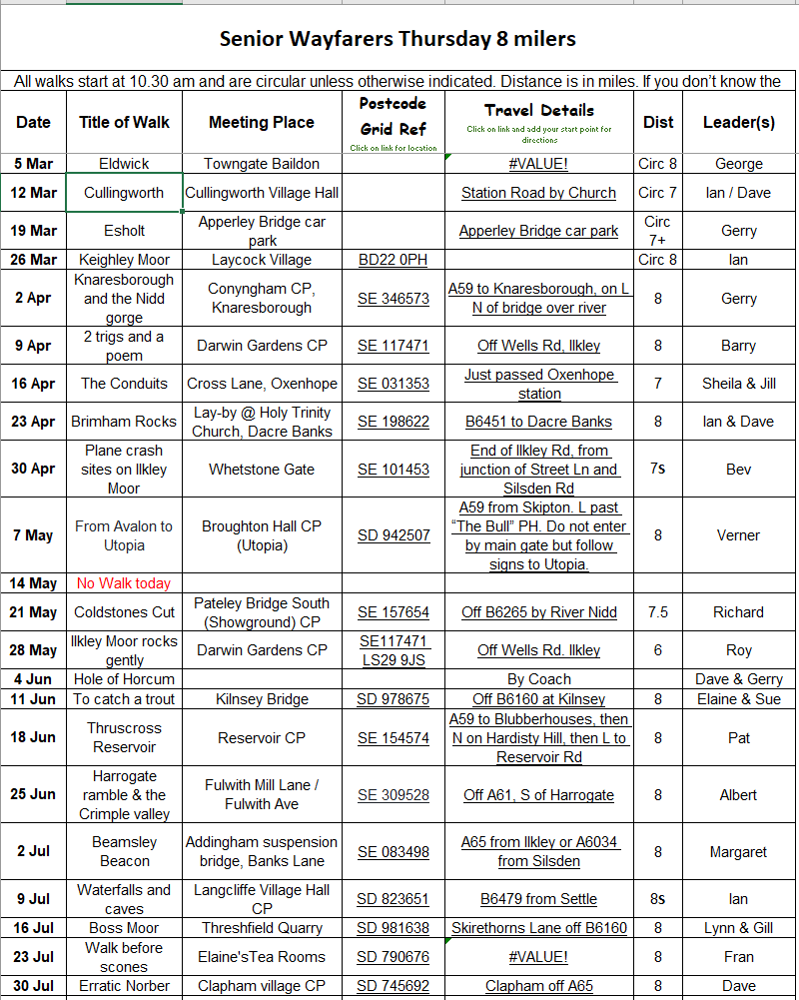 Senior Wayfarers Thursday 8 milers
All walks start at 10.30 am and are circular unless otherwise indicated. Distance is in miles. If you don't know the
Date Title of Walk Meeting Place Postcode Grid Ref Click on link for location Travel Details Click on link and add your start point for directions Dist Leader(s)
5 Mar Eldwick Towngate Baildon #VALUE! Circ 8 George
12 Mar Cullingworth Cullingworth Village Hall Station Road by Church Circ 7 Ian / Dave
19 Mar Esholt Apperley Bridge car park Apperley Bridge car park Circ 7+ Gerry
26 Mar Keighley Moor Laycock Village BD22 0PH Circ 8 Ian
2 Apr Knaresborough and the Nidd gorge Conyngham CP, Knaresborough SE 346573 A59 to Knaresborough, on L N of bridge over river 8 Gerry
9 Apr 2 trigs and a poem Darwin Gardens CP SE 117471 Off Wells Rd, Ilkley 8 Barry
16 Apr The Conduits Cross Lane, Oxenhope SE 031353 Just passed Oxenhope station 7 Sheila & Jill
23 Apr Brimham Rocks Lay-by @ Holy Trinity Church, Dacre Banks SE 198622 B6451 to Dacre Banks 8 Ian & Dave
30 Apr Plane crash sites on Ilkley Moor Whetstone Gate SE 101453 End of Ilkley Rd, from junction of Street Ln and Silsden Rd 7s Bev
7 May From Avalon to Utopia Broughton Hall CP (Utopia) SD 942507 A59 from Skipton. L past “The Bull” PH. Do not enter by main gate but follow signs to Utopia. 8 Verner
14 May No Walk today
21 May Coldstones Cut Pateley Bridge South (Showground) CP SE 157654 Off B6265 by River Nidd 7.5 Richard
28 May Ilkley Moor rocks gently Darwin Gardens CP SE117471 LS29 9JS Off Wells Rd. Ilkley 6 Roy
4 Jun Hole of Horcum By Coach Dave & Gerry
11 Jun To catch a trout Kilnsey Bridge SD 978675 Off B6160 at Kilnsey 8 Elaine & Sue
18 Jun Thruscross Reservoir Reservoir CP SE 154574 A59 to Blubberhouses, then N on Hardisty Hill, then L to Reservoir Rd 8 Pat
25 Jun Harrogate ramble & the Crimple valley Fulwith Mill Lane / Fulwith Ave SE 309528 Off A61, S of Harrogate 8 Albert
2 Jul Beamsley Beacon Addingham suspension bridge, Banks Lane SE 083498 A65 from Ilkley or A6034 from Silsden 8 Margaret
9 Jul Waterfalls and caves Langcliffe Village Hall CP SD 823651 B6479 from Settle 8s Ian
16 Jul Boss Moor Threshfield Quarry SD 981638 Skirethorns Lane off B6160 8 Lynn & Gill
23 Jul Walk before scones Elaine'sTea Rooms SD 790676 #VALUE! 8 Fran
30 Jul Erratic Norber Clapham village CP SD 745692 Clapham off A65 8 Dave